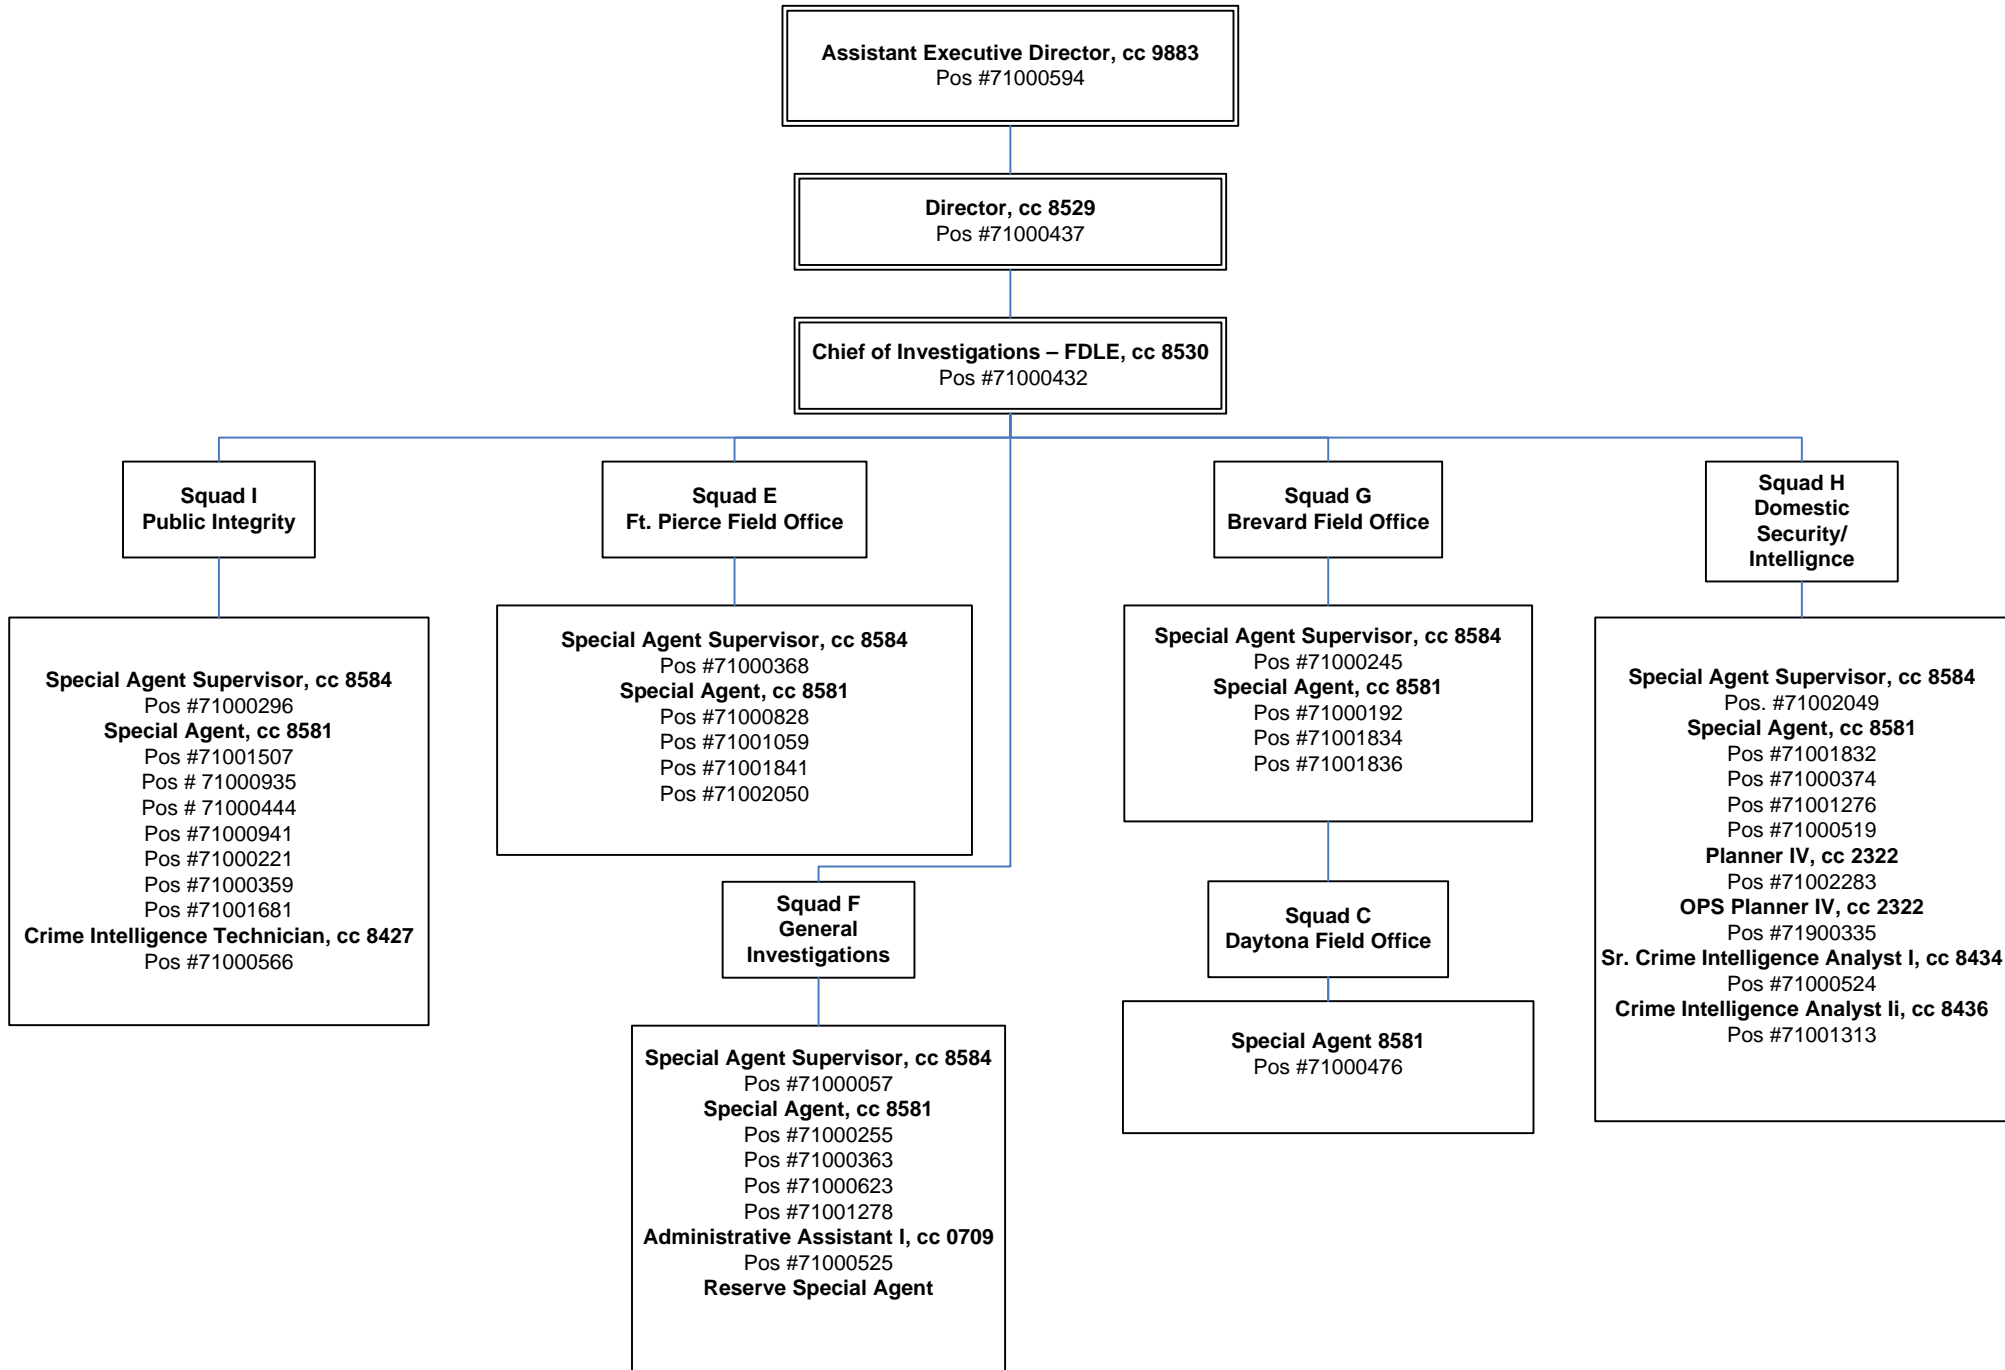 Assistant Executive Director, cc 9883
Pos #71000594
Director, cc 8529
Pos #71000437
Chief of Investigations – FDLE, cc 8530
Pos #71000432
Squad I
Public Integrity
Special Agent Supervisor, cc 8584
Pos #71000296
Special Agent, cc 8581
Pos #71001507
Pos # 71000935
Pos # 71000444
Pos #71000941
Pos #71000221
Pos #71000359
Pos #71001681
Crime Intelligence Technician, cc 8427
Pos #71000566
Squad E
Ft. Pierce Field Office
Special Agent Supervisor, cc 8584
Pos #71000368
Special Agent, cc 8581
Pos #71000828
Pos #71001059
Pos #71001841
Pos #71002050
Squad F
General
Investigations
Special Agent Supervisor, cc 8584
Pos #71000057
Special Agent, cc 8581
Pos #71000255
Pos #71000363
Pos #71000623
Pos #71001278
Administrative Assistant I, cc 0709
Pos #71000525
Reserve Special Agent
Squad G
Brevard Field Office
Special Agent Supervisor, cc 8584
Pos #71000245
Special Agent, cc 8581
Pos #71000192
Pos #71001834
Pos #71001836
Squad C
Daytona Field Office
Special Agent 8581
Pos #71000476
Squad H
Domestic
Security/
Intellignce
Special Agent Supervisor, cc 8584
Pos. #71002049
Special Agent, cc 8581
Pos #71001832
Pos #71000374
Pos #71001276
Pos #71000519
Planner IV, cc 2322
Pos #71002283
OPS Planner IV, cc 2322
Pos #71900335
Sr. Crime Intelligence Analyst I, cc 8434
Pos #71000524
Crime Intelligence Analyst Ii, cc 8436
Pos #71001313